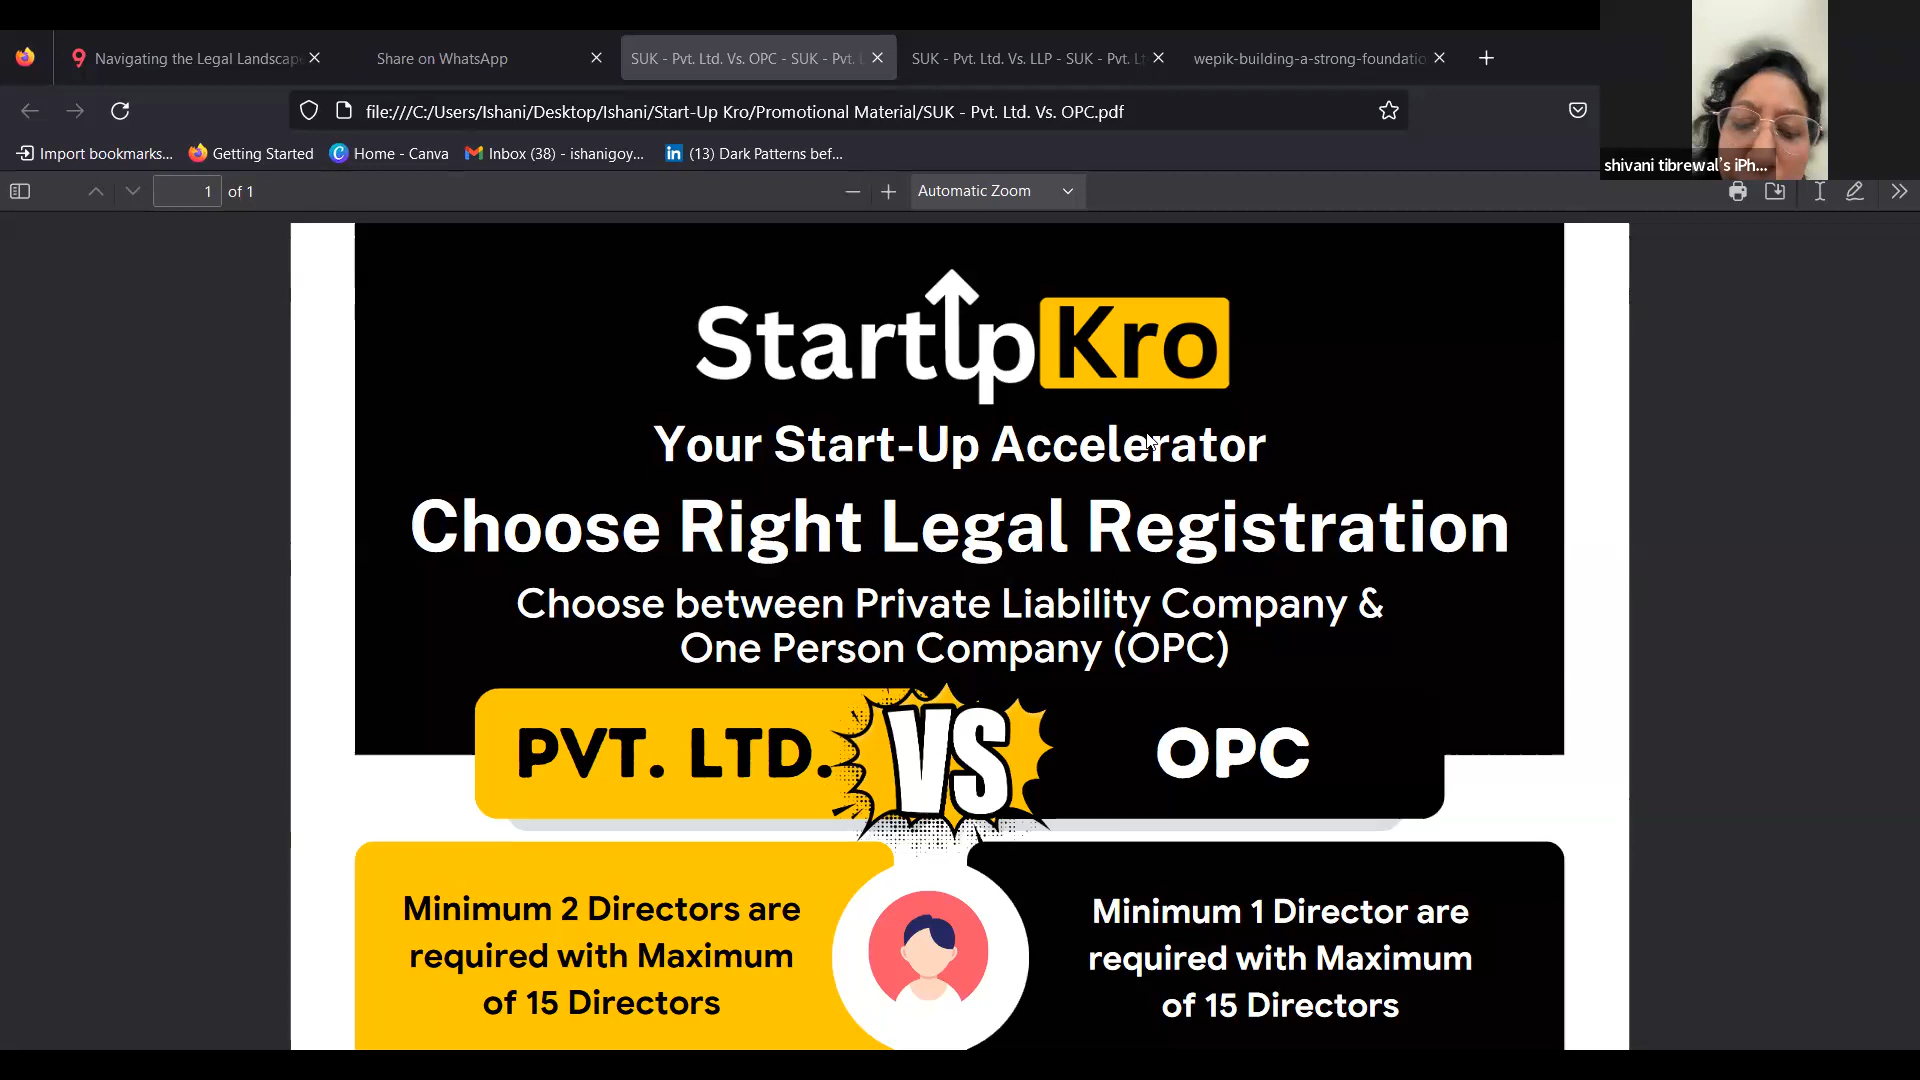 Navigating the Legal Landscap
Share on WhatsApp
SUK - Pvt. Ltd. Vs. OPC - SUK - Pvt. L
SUK - Pvt. Ltd. Vs. LLP - SUK - Pvt. Lt
wepik-building-a-strong-foundatio
file:///C:/Users/Ishani/Desktop/Ishani/Start-Up Kro/Promotional Material/SUK - Pvt. Ltd. Vs. OPC.pdf
Import bookmarks...
Getting Started
Home - Canva
Inbox (38) - ishanigoy...
in
(13) Dark Patterns bef...
shivani tibrewal's iPh...
1 of 1
Automatic Zoom
StartUp Kro
Your Start-Up Accelerator
Choose Right Legal Registration
Choose between Private Liability Company &
One Person Company (OPC)
PVT. LTD. VS OPC
Minimum 2 Directors are
required with Maximum
of 15 Directors
Minimum 1 Director are
required with Maximum
of 15 Directors